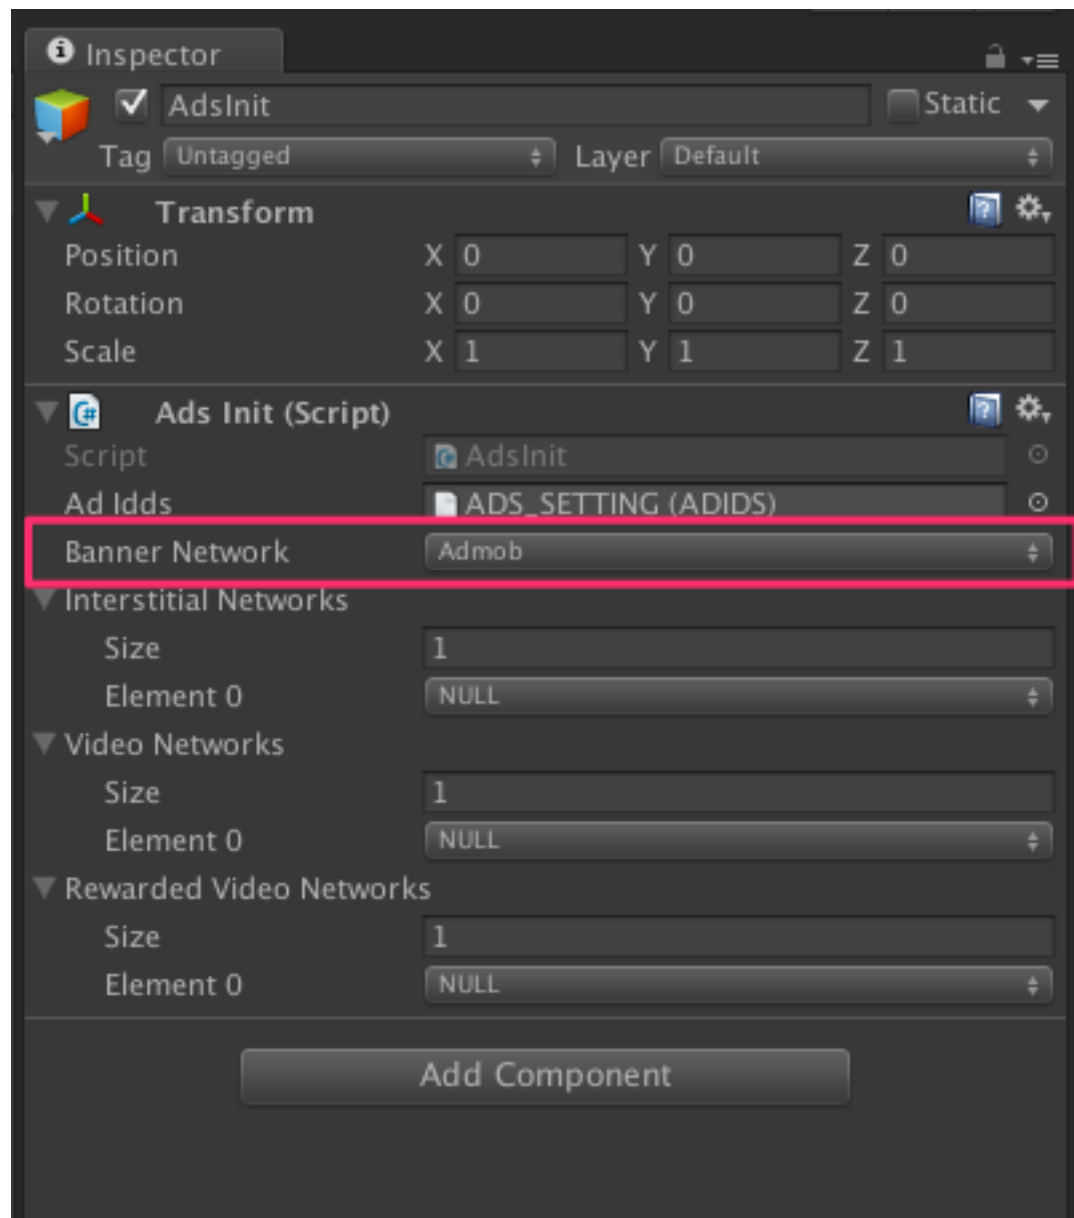 Inspector
AdsInit Static
Tag Untagged Layer Default
Transform
Position X 0 Y 0 Z 0
Rotation X 0 Y 0 Z 0
Scale X 1 Y 1 Z 1
Ads Init (Script)
Script AdsInit
Ad Idds ADS_SETTING (ADIDS)
Banner Network Admob
Interstitial Networks
Size 1
Element 0 NULL
Video Networks
Size 1
Element 0 NULL
Rewarded Video Networks
Size 1
Element 0 NULL
Add Component